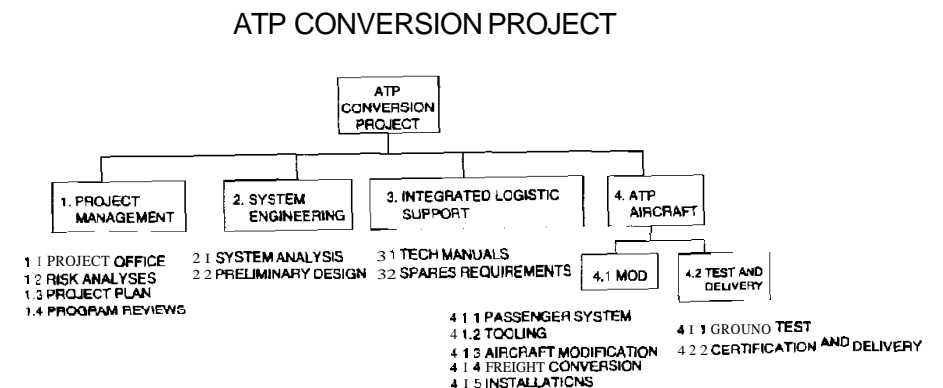 ATP CONVERSION PROJECT
ATP
CONVERSION
PROJECT
1. PROJECT
MANAGEMENT
2. SYSTEM
ENGINEERING
3. INTEGRATED LOGISTIC
SUPPORT
4. ATP
AIRCRAFT
1 1 PROJECT OFFICE
1 2 RISK ANALYSES
1.3 PROJECT PLAN
1.4 PROGRAM REVIEWS
2 1 SYSTEM ANALYSIS
2 2 PRELIMINARY DESIGN
3 1 TECH MANUALS
3 2 SPARES REQUIREMENTS
4.1 MOD
4.2 TEST AND
DELIVERY
4 1 1 PASSENGER SYSTEM
4 1.2 TOOLING
4 1 3 AIRCRAFT MODIFICATION
4 1 4 FREIGHT CONVERSION
4 1 5 INSTALLATIONS
4 1 1 GROUNO TEST
4 2 2 CERTIFICATION AND DELIVERY